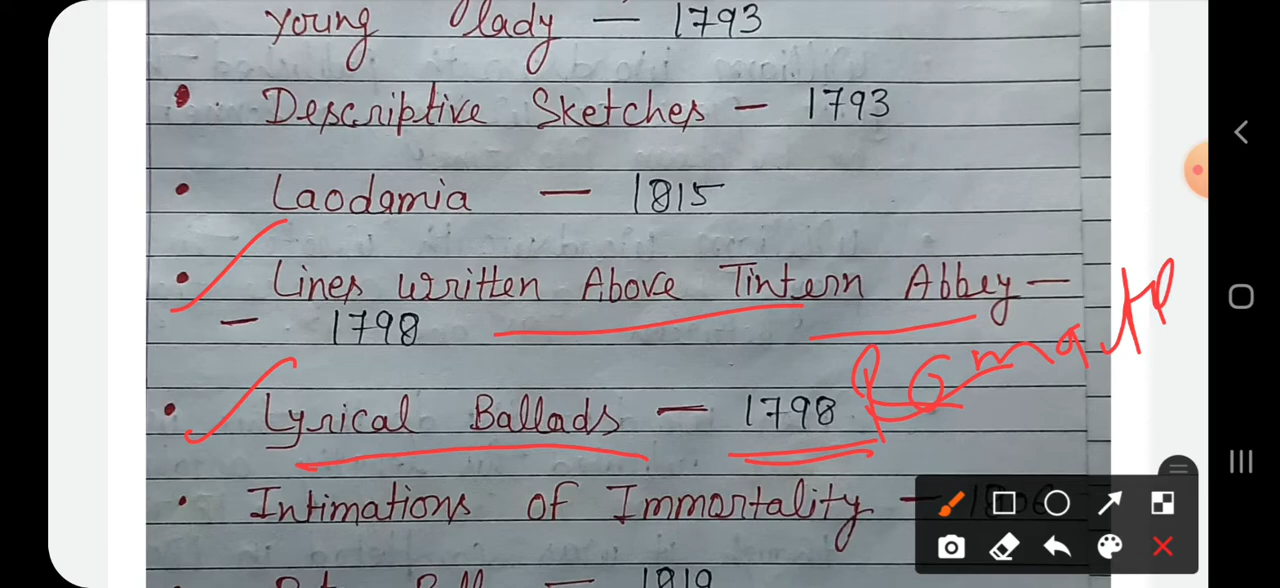 young lady — 1793
• Descriptive Sketches — 1793
• Laodamia — 1815
• Lines Written Above Tintern Abbey —
— 1798
• Lyrical Ballads — 1798
• Intimations of Immortality —
— 1819